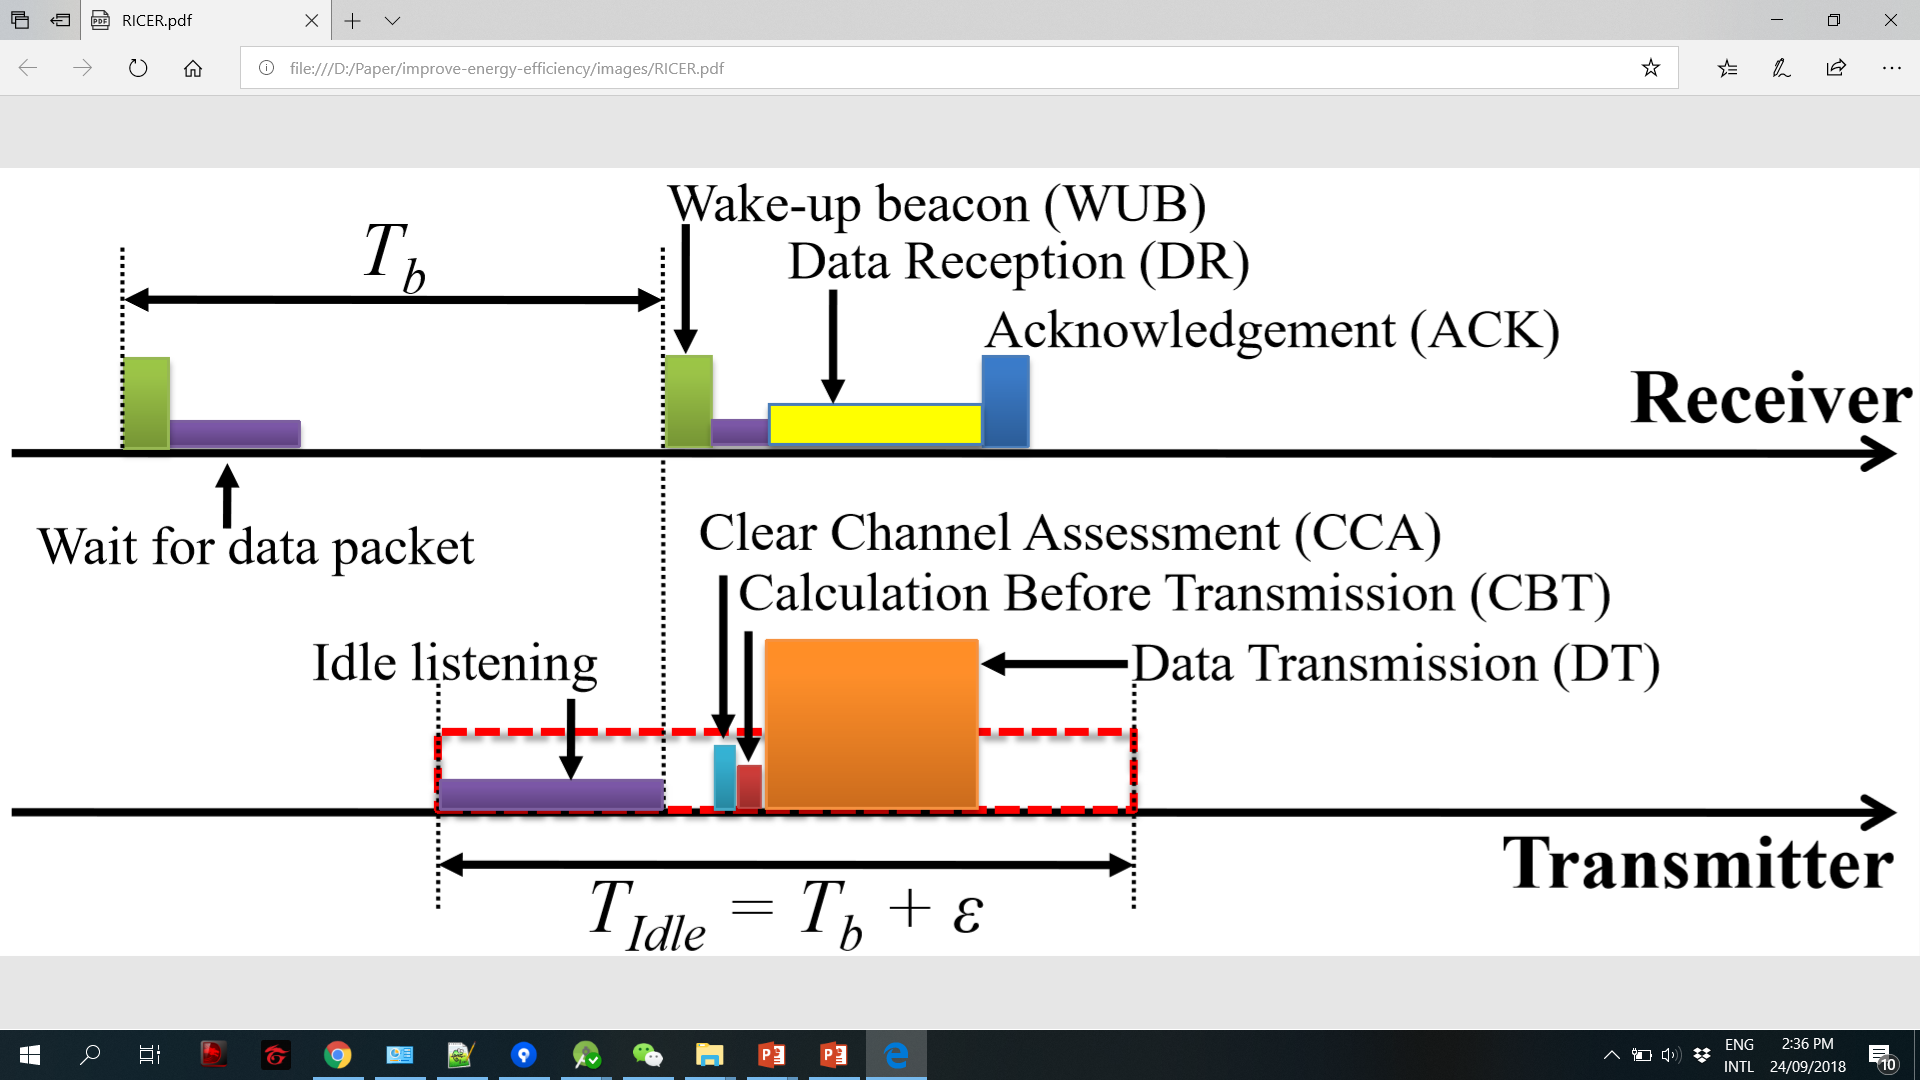 RICER.pdf
file:///D:/Paper/improve-energy-efficiency/images/RICER.pdf
Wake-up beacon (WUB)
T_b
Data Reception (DR)
Acknowledgement (ACK)
Receiver
Wait for data packet
Clear Channel Assessment (CCA)
Calculation Before Transmission (CBT)
Idle listening
Data Transmission (DT)
Transmitter
T_Idle = T_b + ε
ENG
INTL
2:36 PM
24/09/2018
10